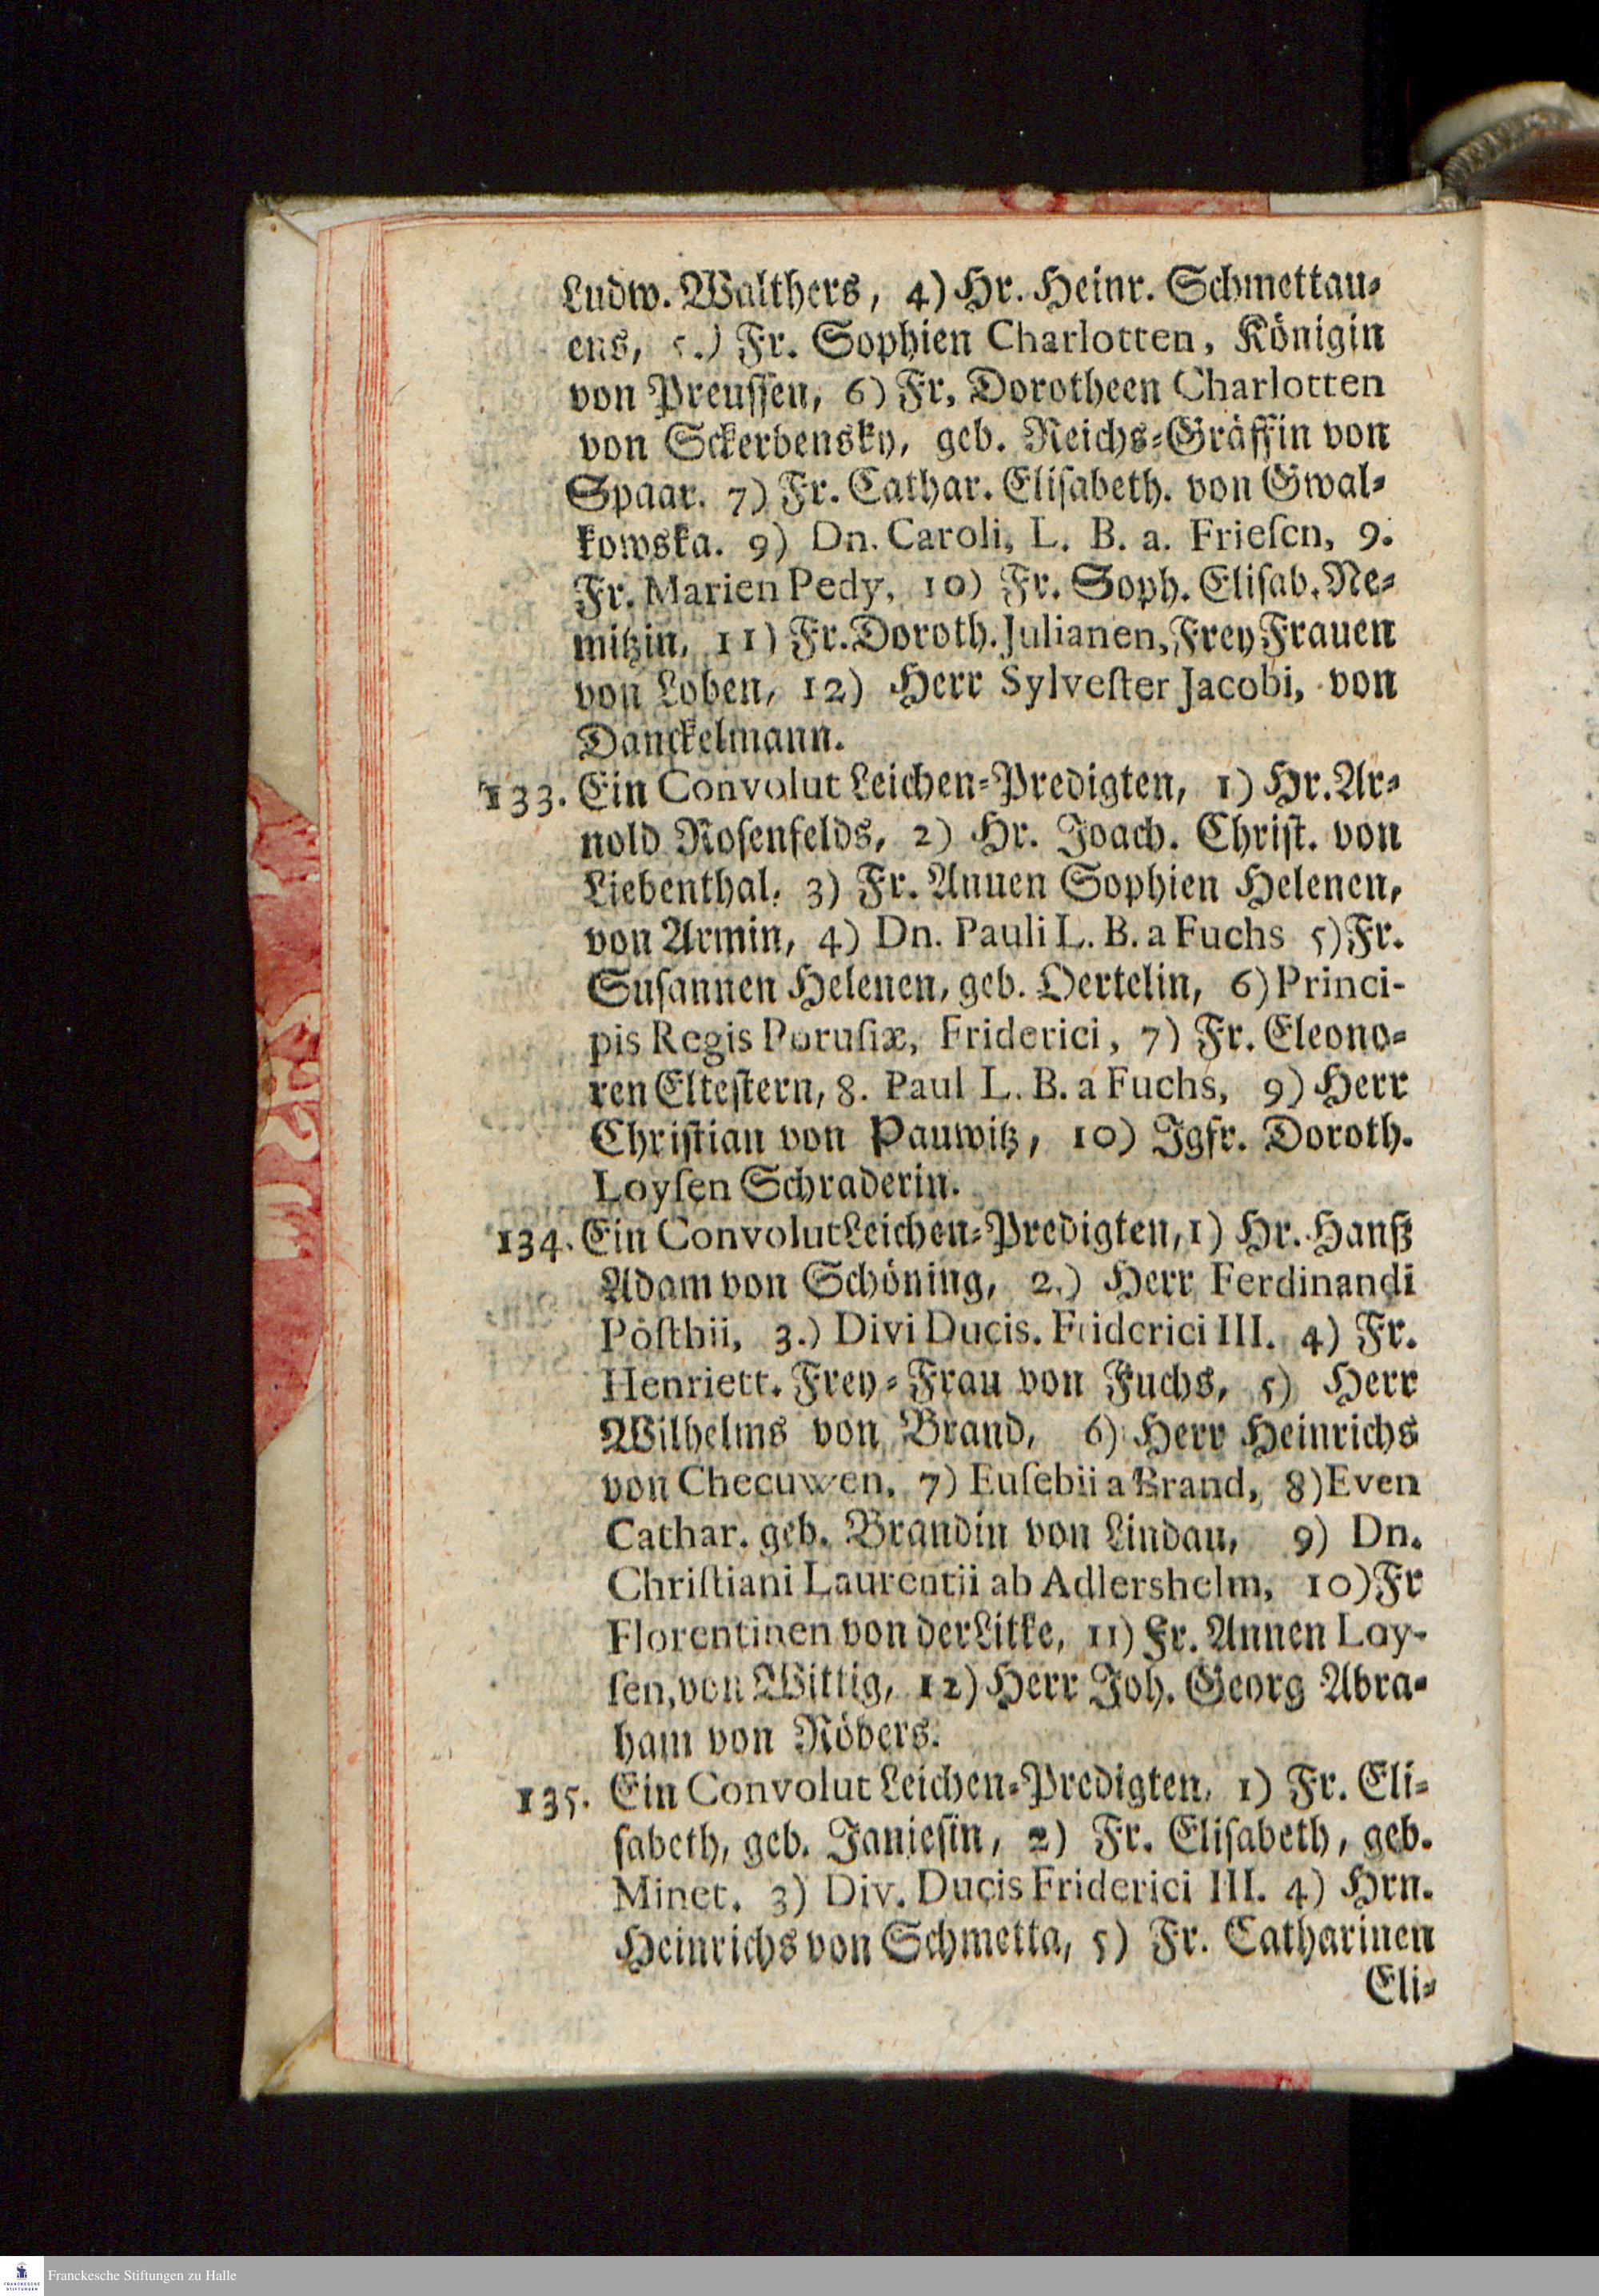 Ludw. Walthers, 4) Hr. Heinr. Schmettau-
ens, 5.) Fr. Sophien Charlotten, Königin
von Preussen, 6) Fr, Dorotheen Charlotten
von Sckerbensky, geb. Reichs-Gräffin von
Spaar. 7) Fr. Cathar. Elisabeth. von Gwal-
kowska. 9) Dn. Caroli, L. B. a. Friesen, 9.
Fr. Marien Pedy, 10) Fr. Soph. Elisab. Ne-
mitzin, 11) Fr. Doroth. Julianen, Frey Frauen
von Loben, 12) Herr Sylvester Jacobi, von
Danckelmann.
133. Ein Convolut Leichen-Predigten, 1) Hr. Ar-
nold Rosenfelds, 2) Hr. Joach. Christ. von
Liebenthal, 3) Fr. Annen Sophien Helenen,
von Armin, 4) Dn. Pauli L. B. a Fuchs 5) Fr.
Susannen Helenen, geb. Oertelin, 6) Princi-
pis Regis Porusiæ, Friderici, 7) Fr. Eleono-
ren Eltestern, 8. Paul L. B. a Fuchs, 9) Herr
Christian von Pauwitz, 10) Jgfr. Doroth.
Loysen Schraderin.
134. Ein Convolut Leichen-Predigten, 1) Hr. Hanß
Adam von Schöning, 2.) Herr Ferdinandi
Posthii, 3.) Divi Ducis. Friderici III. 4) Fr.
Henriett. Frey-Frau von Fuchs, 5) Herr
Wilhelms von Brand, 6) Herr Heinrichs
von Checuwen, 7) Eusebii a Brand, 8) Even
Cathar. geb. Brandin von Lindau, 9) Dn.
Christiani Laurentii ab Adlershelm, 10) Fr
Florentinen von der Litke, 11) Fr. Annen Loy-
sen, von Wittig, 12) Herr Joh. Georg Abra-
ham von Röbers.
135. Ein Convolut Leichen-Predigten, 1) Fr. Eli-
sabeth, geb. Janiesin, 2) Fr. Elisabeth, geb.
Minet. 3) Div. Ducis Friderici III. 4) Hrn.
Heinrichs von Schmetta, 5) Fr. Catharinen
Eli-
Franckesche Stiftungen zu Halle
FRANCKESCHE
STIFTUNGEN